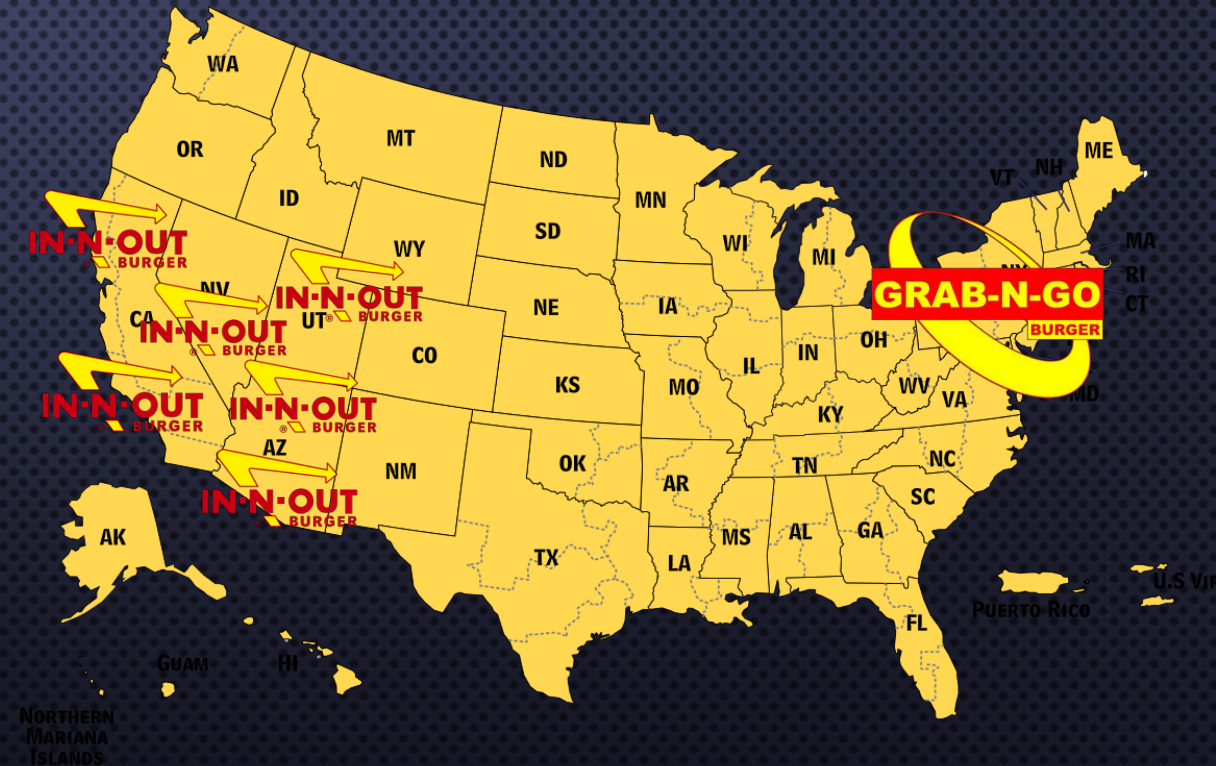 WA
MT
ND
MN
OR
ID
SD
WI
MI
ME
NH
VT
MA
NY
RI
CT
IN-N-OUT
BURGER
WY
NV
IN-N-OUT
BURGER
UT®
NE
IA
GRAB-N-GO
BURGER
CA
IN-N-OUT
® BURGER
CO
IL
IN
OH
KS
MO
WV
VA
MD
KY
IN-N-OUT
® BURGER
IN-N-OUT
® BURGER
AZ
NM
OK
AR
TN
NC
SC
IN-N-OUT
BURGER
AK
TX
LA
MS
AL
GA
FL
Puerto Rico
U.S Vir
Guam
HI
Northern
Mariana
Islands